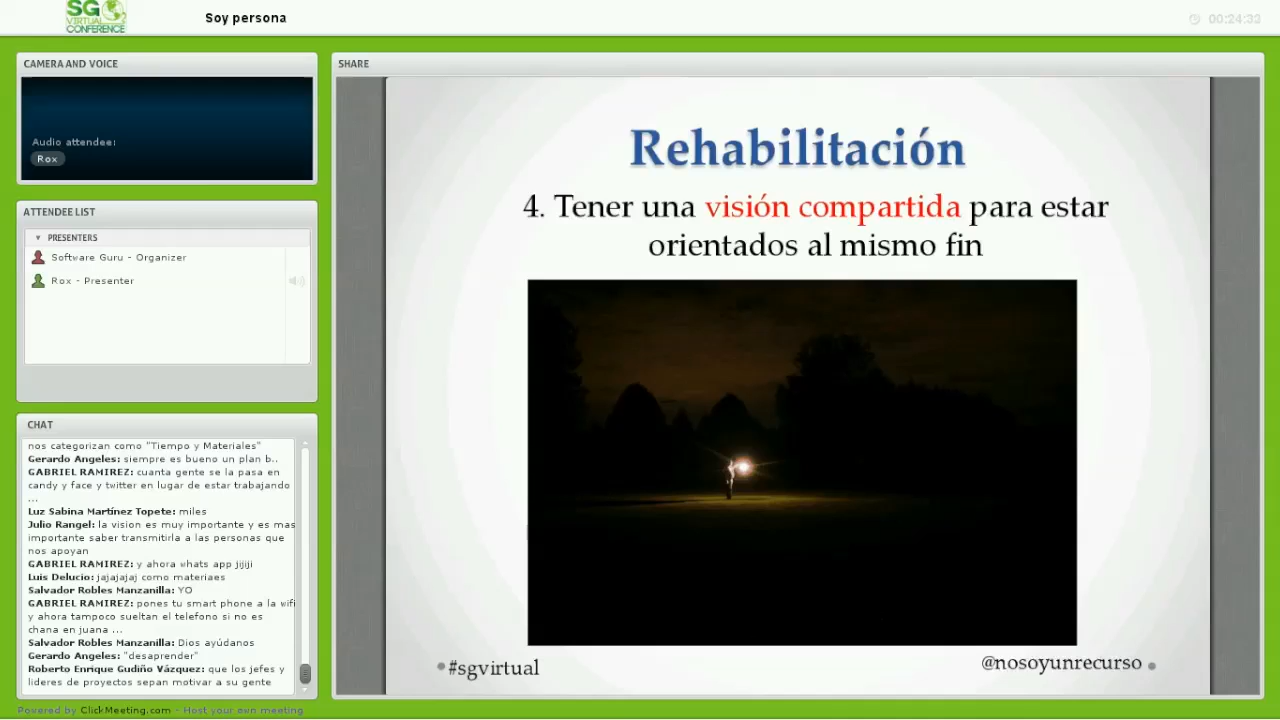 SG
VIRTUAL
CONFERENCE
Soy persona
00:24:33
CAMERA AND VOICE
Audio attendee:
Rox
ATTENDEE LIST
PRESENTERS
Software Guru - Organizer
Rox - Presenter
CHAT
nos categorizan como "Tiempo y Materiales"
Gerardo Angeles: siempre es bueno un plan b..
GABRIEL RAMIREZ: cuanta gente se la pasa en
candy y face y twitter en lugar de estar trabajando
...
Luz Sabina Martínez Topete: miles
Julio Rangel: la vision es muy importante y es mas
importante saber transmitirla a las personas que
nos apoyan
GABRIEL RAMIREZ: y ahora whats app jijiji
Luis Delucio: jajajajaj como materiaes
Salvador Robles Manzanilla: YO
GABRIEL RAMIREZ: pones tu smart phone a la wifi
y ahora tampoco sueltan el telefono si no es
chana en juana ...
Salvador Robles Manzanilla: Dios ayúdanos
Gerardo Angeles: "desaprender"
Roberto Enrique Gudiño Vázquez: que los jefes y
lideres de proyectos sepan motivar a su gente
SHARE
Rehabilitación
4. Tener una visión compartida para estar
orientados al mismo fin
#sgvirtual
@nosoyunrecurso
Powered by ClickMeeting.com - Host your own meeting